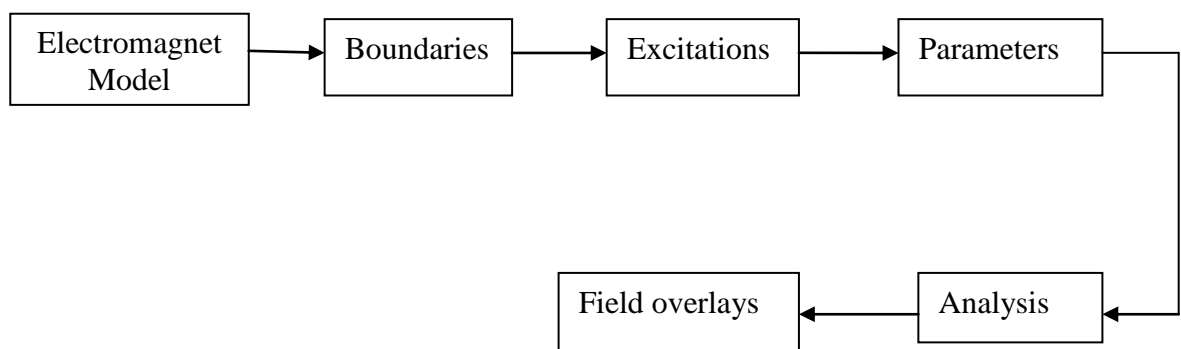 Electromagnet
Model
Boundaries
Excitations
Parameters
Analysis
Field overlays